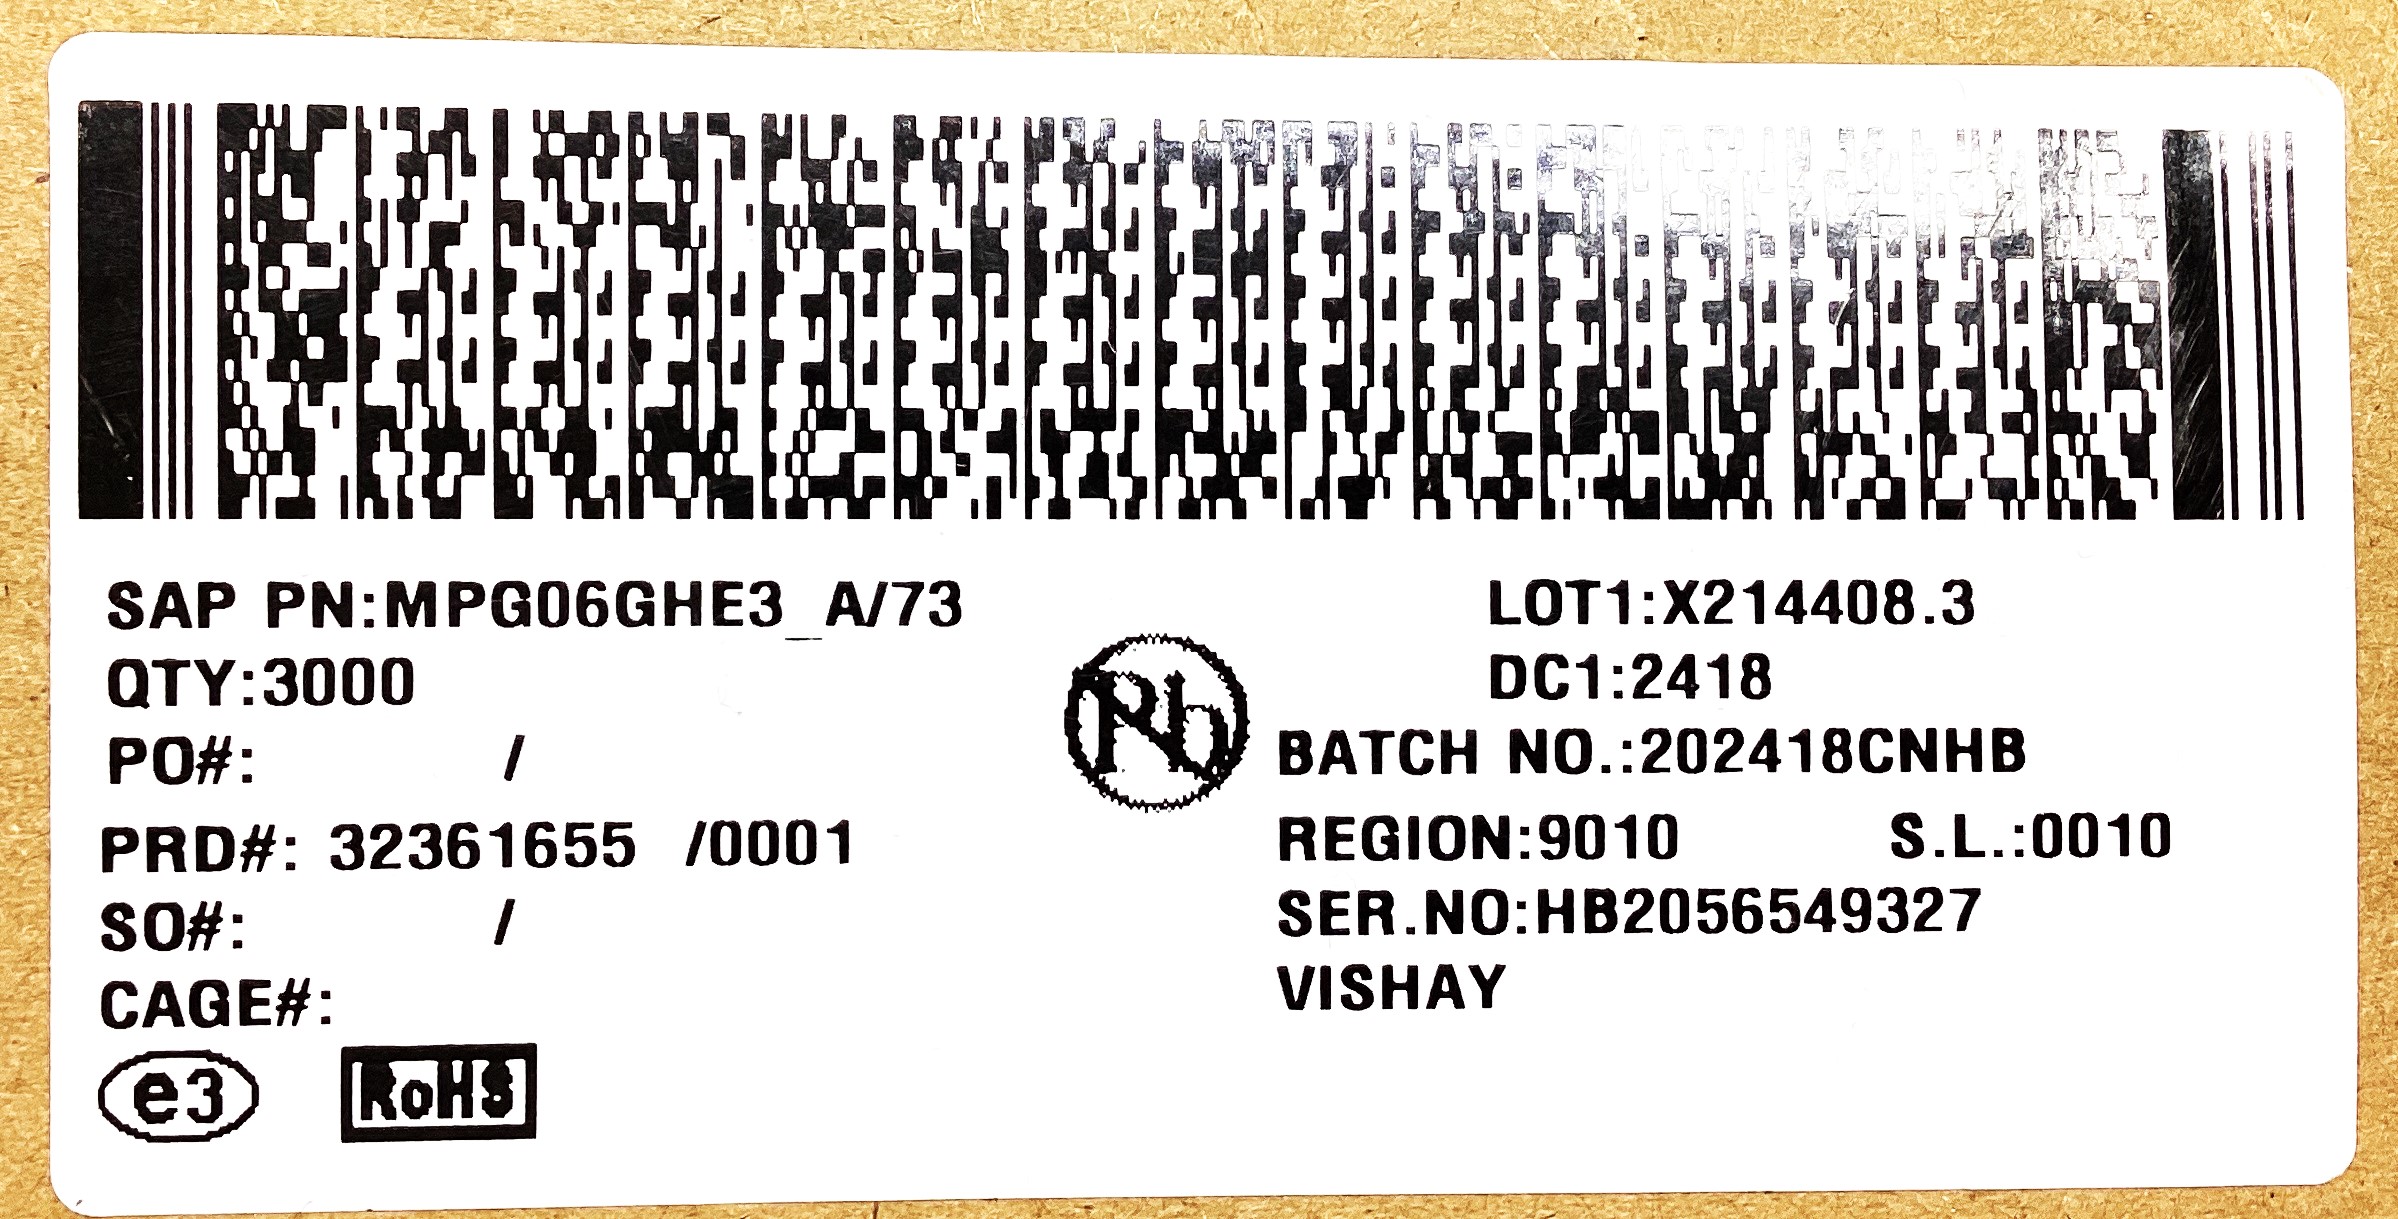 SAP PN:MPG06GHE3_A/73
QTY:3000
PO#: /
PRD#: 32361655 /0001
SO#: /
CAGE#:
e3
RoHS
Pb
LOT1:X214408.3
DC1:2418
BATCH NO.:202418CNHB
REGION:9010 S.L.:0010
SER.NO:HB2056549327
VISHAY